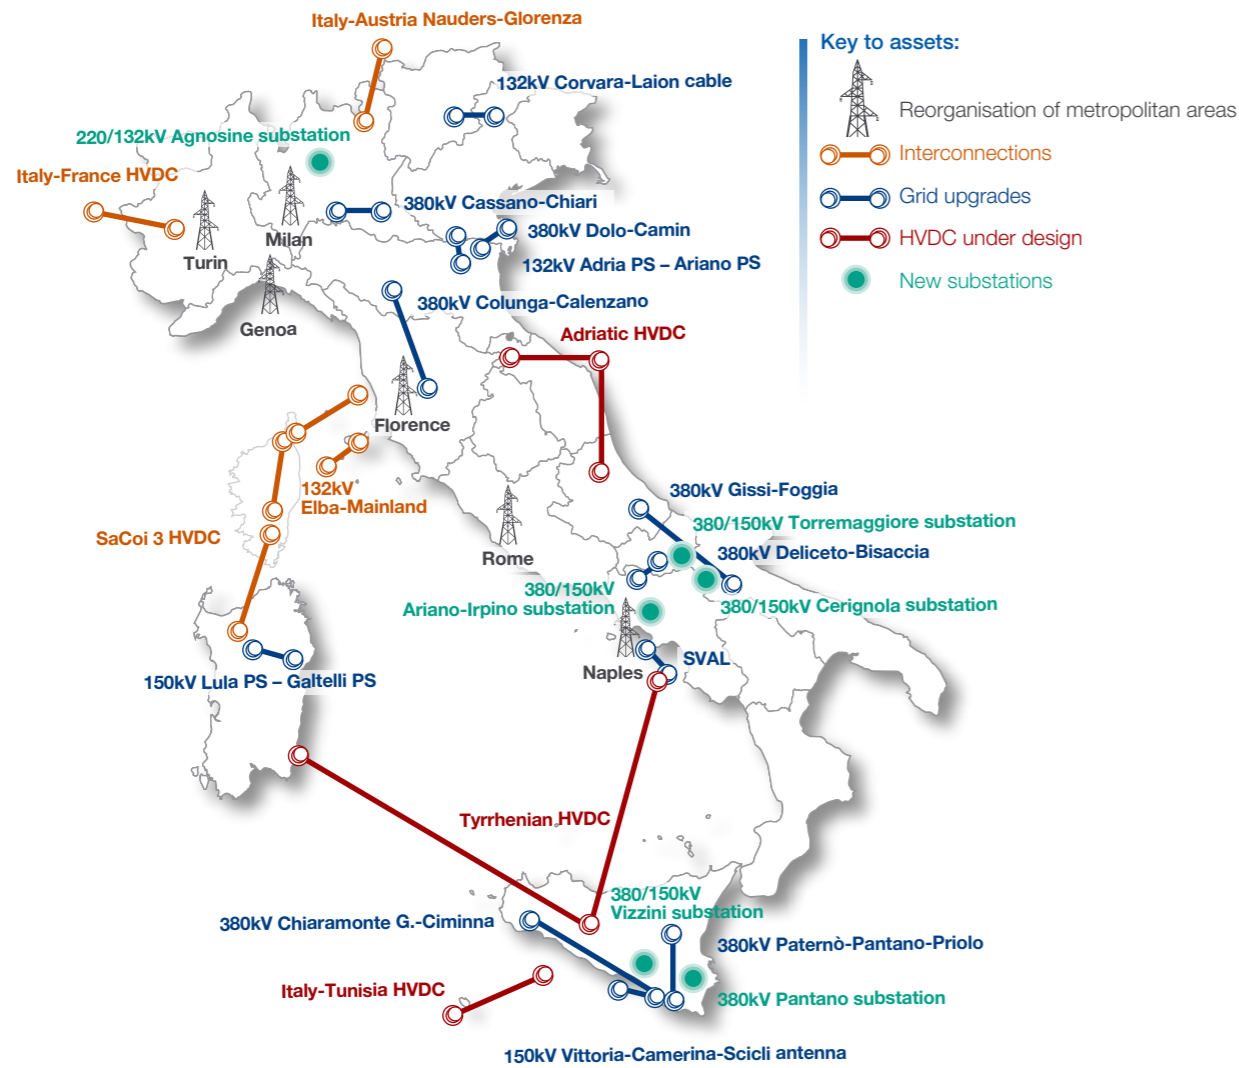 Italy-Austria Nauders-Glorenza
Key to assets:
132kV Corvara-Laion cable
Reorganisation of metropolitan areas
220/132kV Agnosine substation
Interconnections
Italy-France HVDC
Grid upgrades
380kV Cassano-Chiari
380kV Dolo-Camin
HVDC under design
Milan
Turin
132kV Adria PS – Ariano PS
New substations
380kV Colunga-Calenzano
Genoa
Adriatic HVDC
Florence
132kV
Elba-Mainland
380kV Gissi-Foggia
380/150kV Torremaggiore substation
SaCoi 3 HVDC
Rome
380kV Deliceto-Bisaccia
380/150kV
Ariano-Irpino substation
380/150kV Cerignola substation
SVAL
Naples
150kV Lula PS – Galtelli PS
Tyrrhenian HVDC
380/150kV
Vizzini substation
380kV Chiaramonte G.-Ciminna
380kV Paternò-Pantano-Priolo
Italy-Tunisia HVDC
380kV Pantano substation
150kV Vittoria-Camerina-Scicli antenna